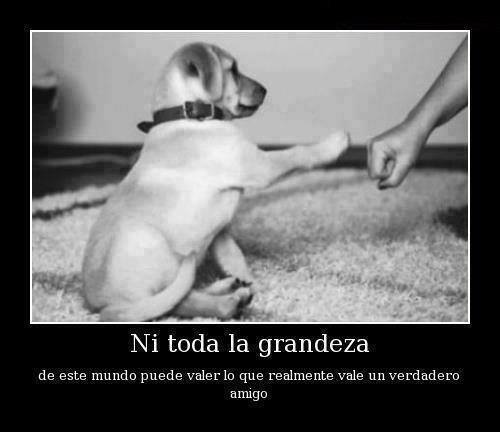 Ni toda la grandeza
de este mundo puede valer lo que realmente vale un verdadero
amigo